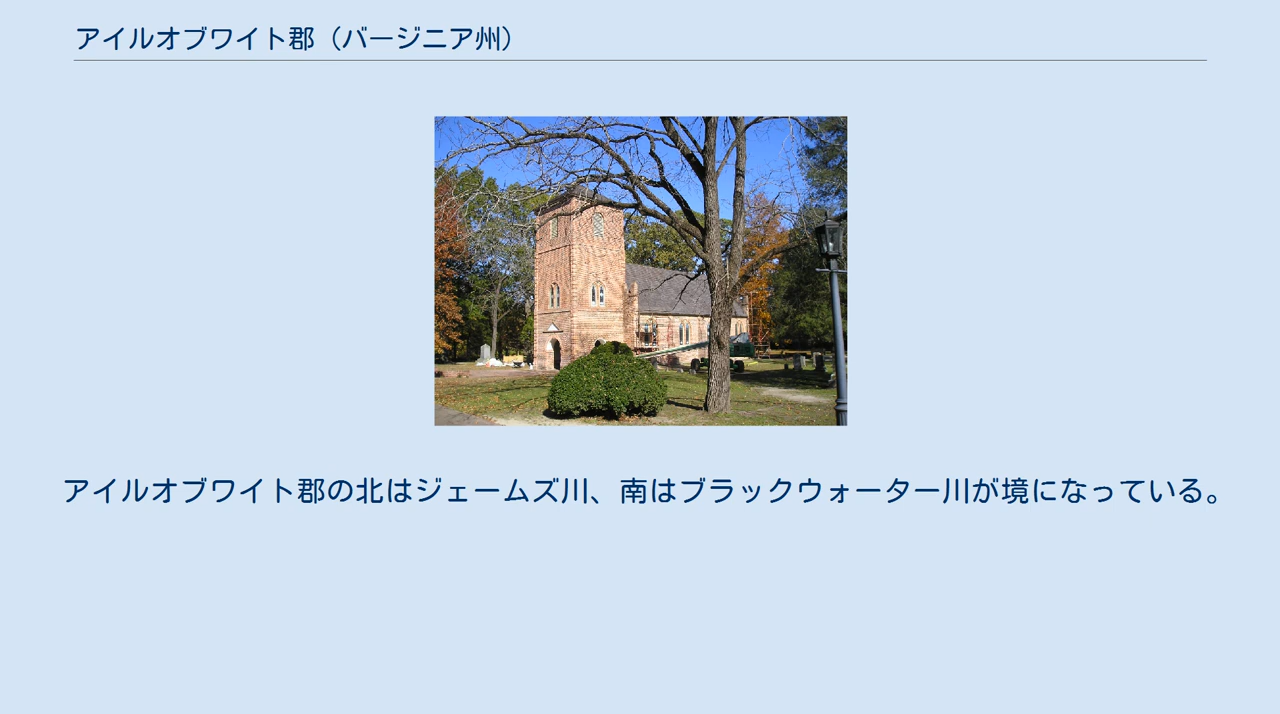 アイルオブワイト郡（バージニア州）
アイルオブワイト郡の北はジェームズ川、南はブラックウォーター川が境になっている。